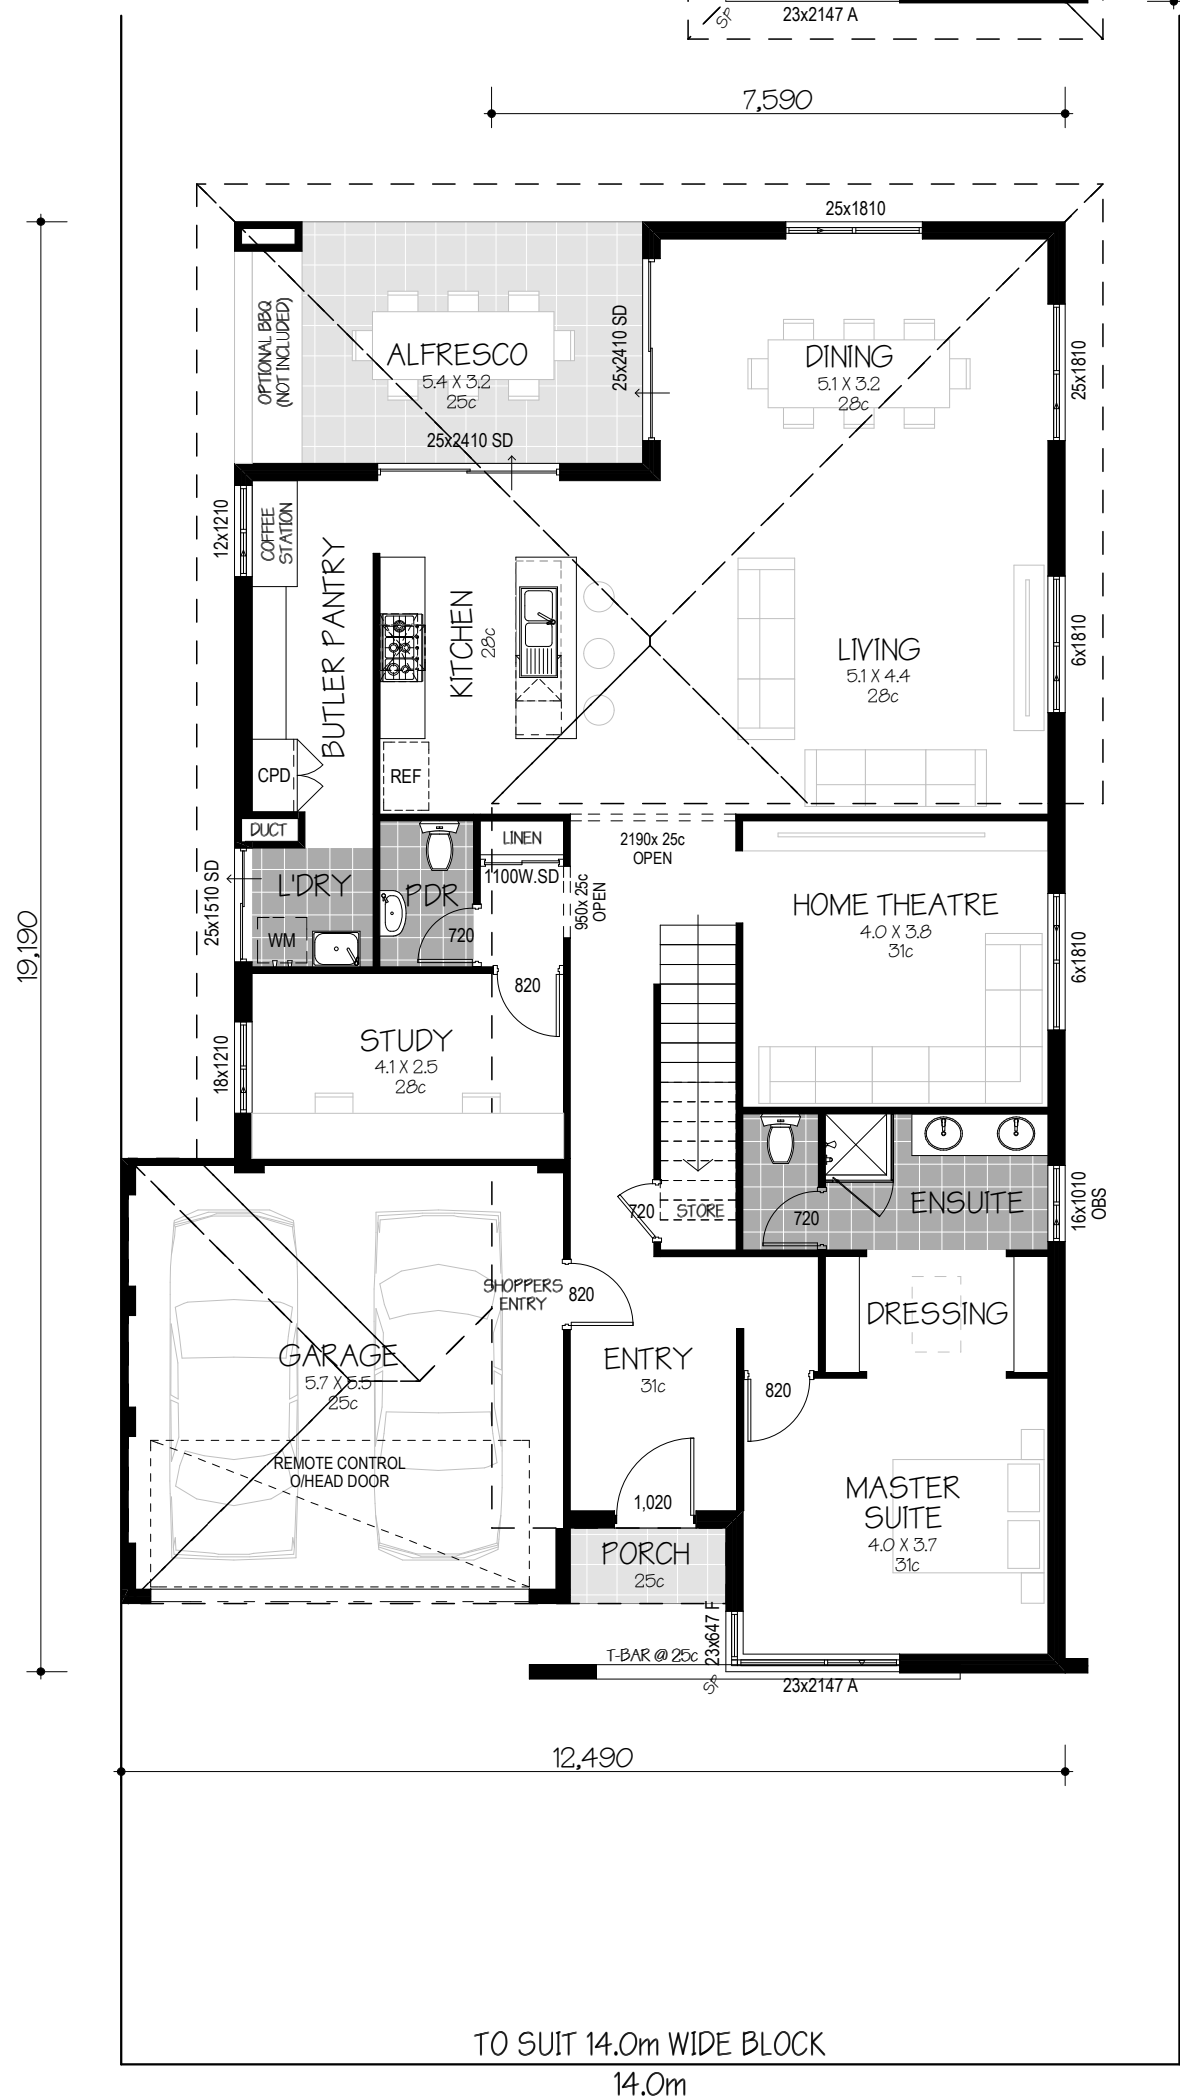 SP
23x2147 A
7,590
25x1810
OPTIONAL BBQ
(NOT INCLUDED)
ALFRESCO
5.4 X 3.2
25c
25x2410 SD
25x2410 SD
DINING
5.1 X 3.2
28c
25x1810
12x1210
COFFEE
STATION
BUTLER PANTRY
KITCHEN
28c
LIVING
5.1 X 4.4
28c
6x1810
CPD
REF
DUCT
LINEN
2190x 25c
OPEN
1100W.SD
25x1510 SD
L'DRY
WM
PDR
720
950x 25c
OPEN
HOME THEATRE
4.0 X 3.8
31c
6x1810
19,190
820
STUDY
4.1 X 2.5
28c
18x1210
720
STORE
720
ENSUITE
16x1010
OBS
SHOPPERS
ENTRY
820
DRESSING
GARAGE
5.7 X 5.5
25c
ENTRY
31c
820
REMOTE CONTROL
O/HEAD DOOR
1,020
MASTER
SUITE
4.0 X 3.7
31c
PORCH
25c
23x647 F
T-BAR @ 25c
SP
23x2147 A
12,490
TO SUIT 14.0m WIDE BLOCK
14.0m